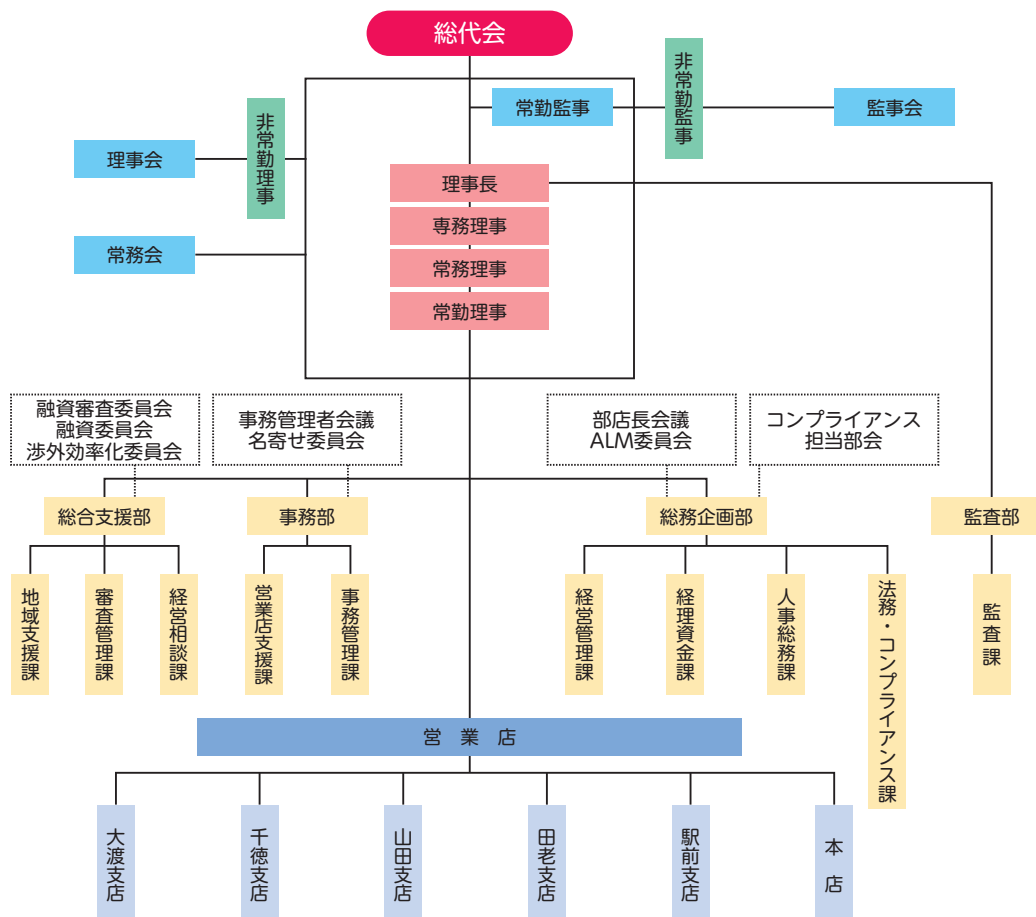 総代会
常勤監事
非常勤監事
監事会
理事会
非常勤理事
常務会
理事長
専務理事
常務理事
常勤理事
融資審査委員会
融資委員会
渉外効率化委員会
事務管理者会議
名寄せ委員会
部店長会議
ALM委員会
コンプライアンス
担当部会
総合支援部
事務部
総務企画部
監査部
地域支援課
審査管理課
経営相談課
営業店支援課
事務管理課
経営管理課
経理資金課
人事総務課
法務・コンプライアンス課
監査課
営業店
大渡支店
千徳支店
山田支店
田老支店
駅前支店
本店